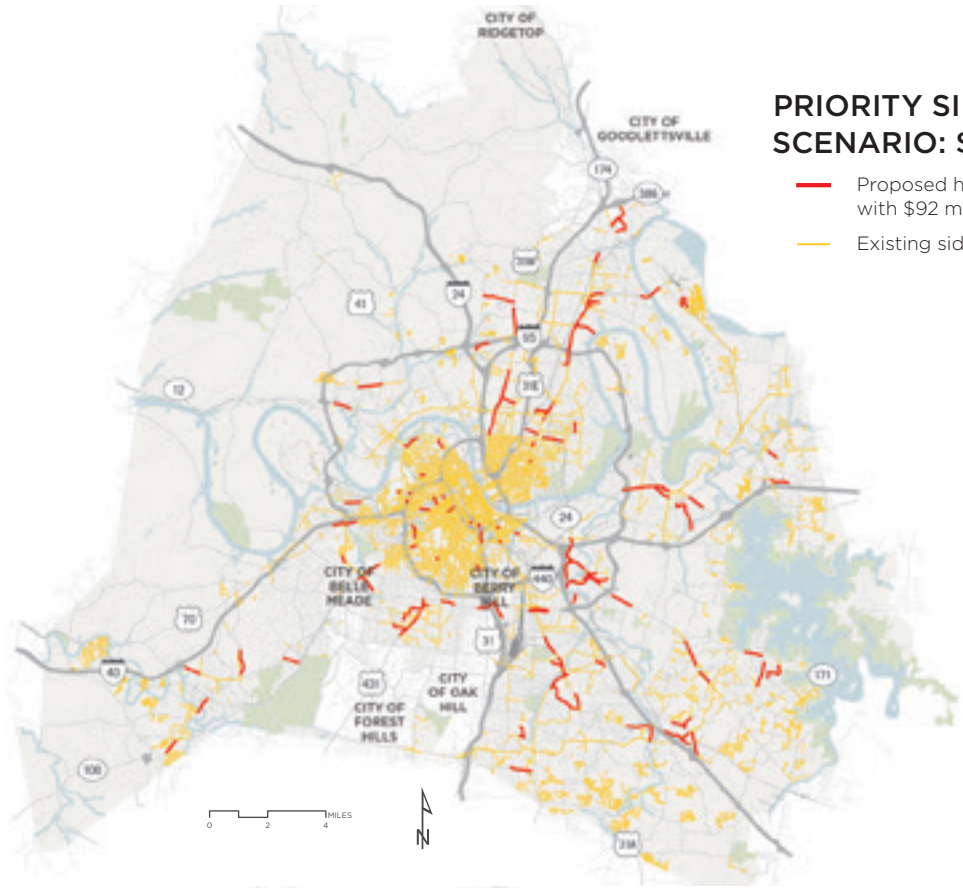 CITY OF
RIDGETOP
PRIORITY SI
SCENARIO: S
CITY OF
GOODLETTSVILLE
Proposed h
with $92 m
Existing sid
174
386
24
41
65
31E
12
24
CITY OF
BELLE
MEADE
CITY OF
BERRY
HILL
440
70
31
40
431
CITY
OF OAK
HILL
171
CITY OF
FOREST
HILLS
100
MILES
0
2
4
N
31A